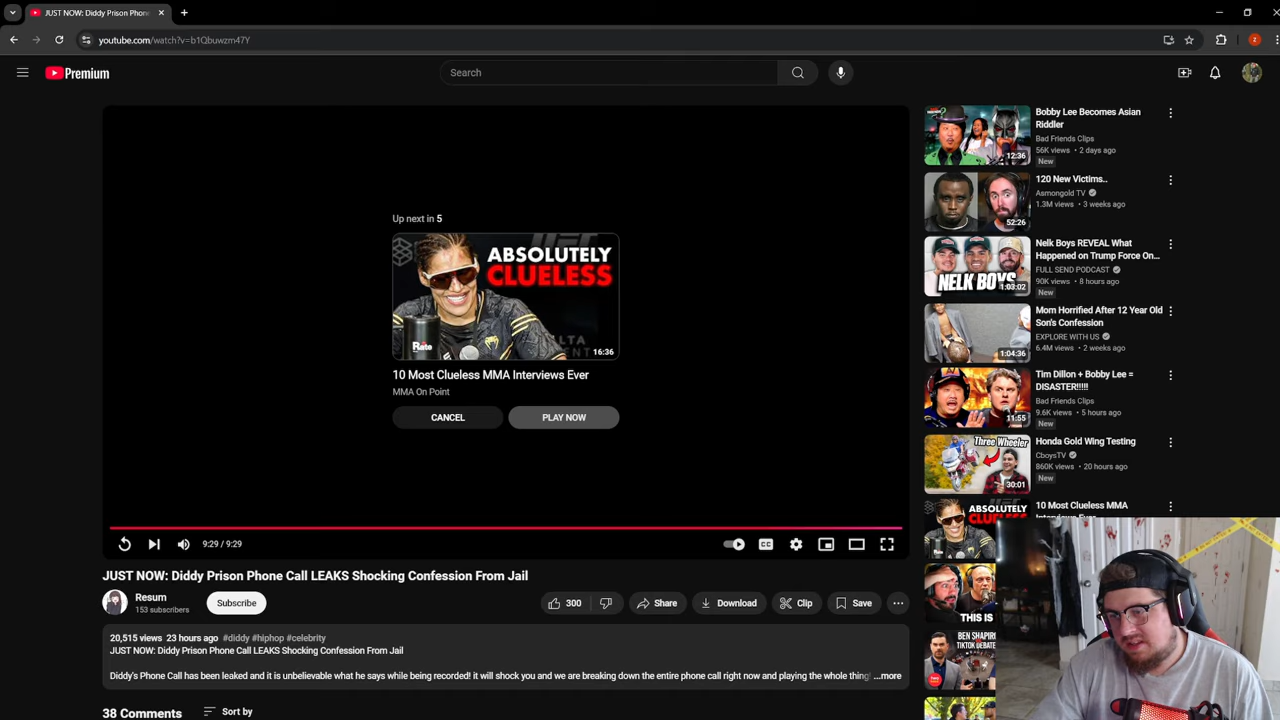 JUST NOW: Diddy Prison Phon
youtube.com/watch?v=b1Qbuwzm47Y
2
Premium
Search
Up next in 5
ABSOLUTELY
CLUELESS
16:36
10 Most Clueless MMA Interviews Ever
MMA On Point
CANCEL
PLAY NOW
9:29 / 9:29
CC
JUST NOW: Diddy Prison Phone Call LEAKS Shocking Confession From Jail
Resum
153 subscribers
Subscribe
300
Share
Download
Clip
Save
20,515 views 23 hours ago #diddy #hiphop #celebrity
JUST NOW: Diddy Prison Phone Call LEAKS Shocking Confession From Jail
Diddy's Phone Call has been leaked and it is unbelievable what he says while being recorded! it will shock you and we are breaking down the entire phone call right now and playing the whole thing! ...more
38 Comments
Sort by
12:36
Bobby Lee Becomes Asian
Riddler
Bad Friends Clips
56K views • 2 days ago
New
52:26
120 New Victims..
Asmongold TV
1.3M views • 3 weeks ago
NELK BOYS
1:03:02
Nelk Boys REVEAL What
Happened on Trump Force On...
FULL SEND PODCAST
90K views • 8 hours ago
New
1:04:36
Mom Horrified After 12 Year Old
Son's Confession
EXPLORE WITH US
6.4M views • 2 weeks ago
11:55
Tim Dillon + Bobby Lee =
DISASTER!!!!!
Bad Friends Clips
9.6K views • 5 hours ago
New
Three Wheeler
30:01
Honda Gold Wing Testing
CboysTV
860K views • 20 hours ago
New
ABSOLUTELY
CLUELESS
10 Most Clueless MMA
THIS IS
BEN SHAPIRO
TIKTOK DEBATE